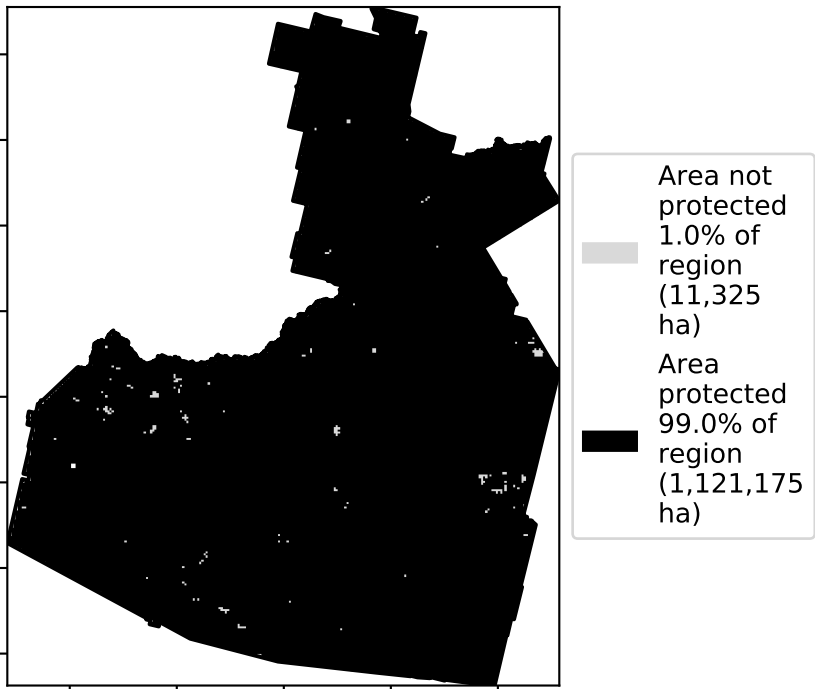 Area not
protected
1.0% of
region
(11,325
ha)
Area
protected
99.0% of
region
(1,121,175
ha)